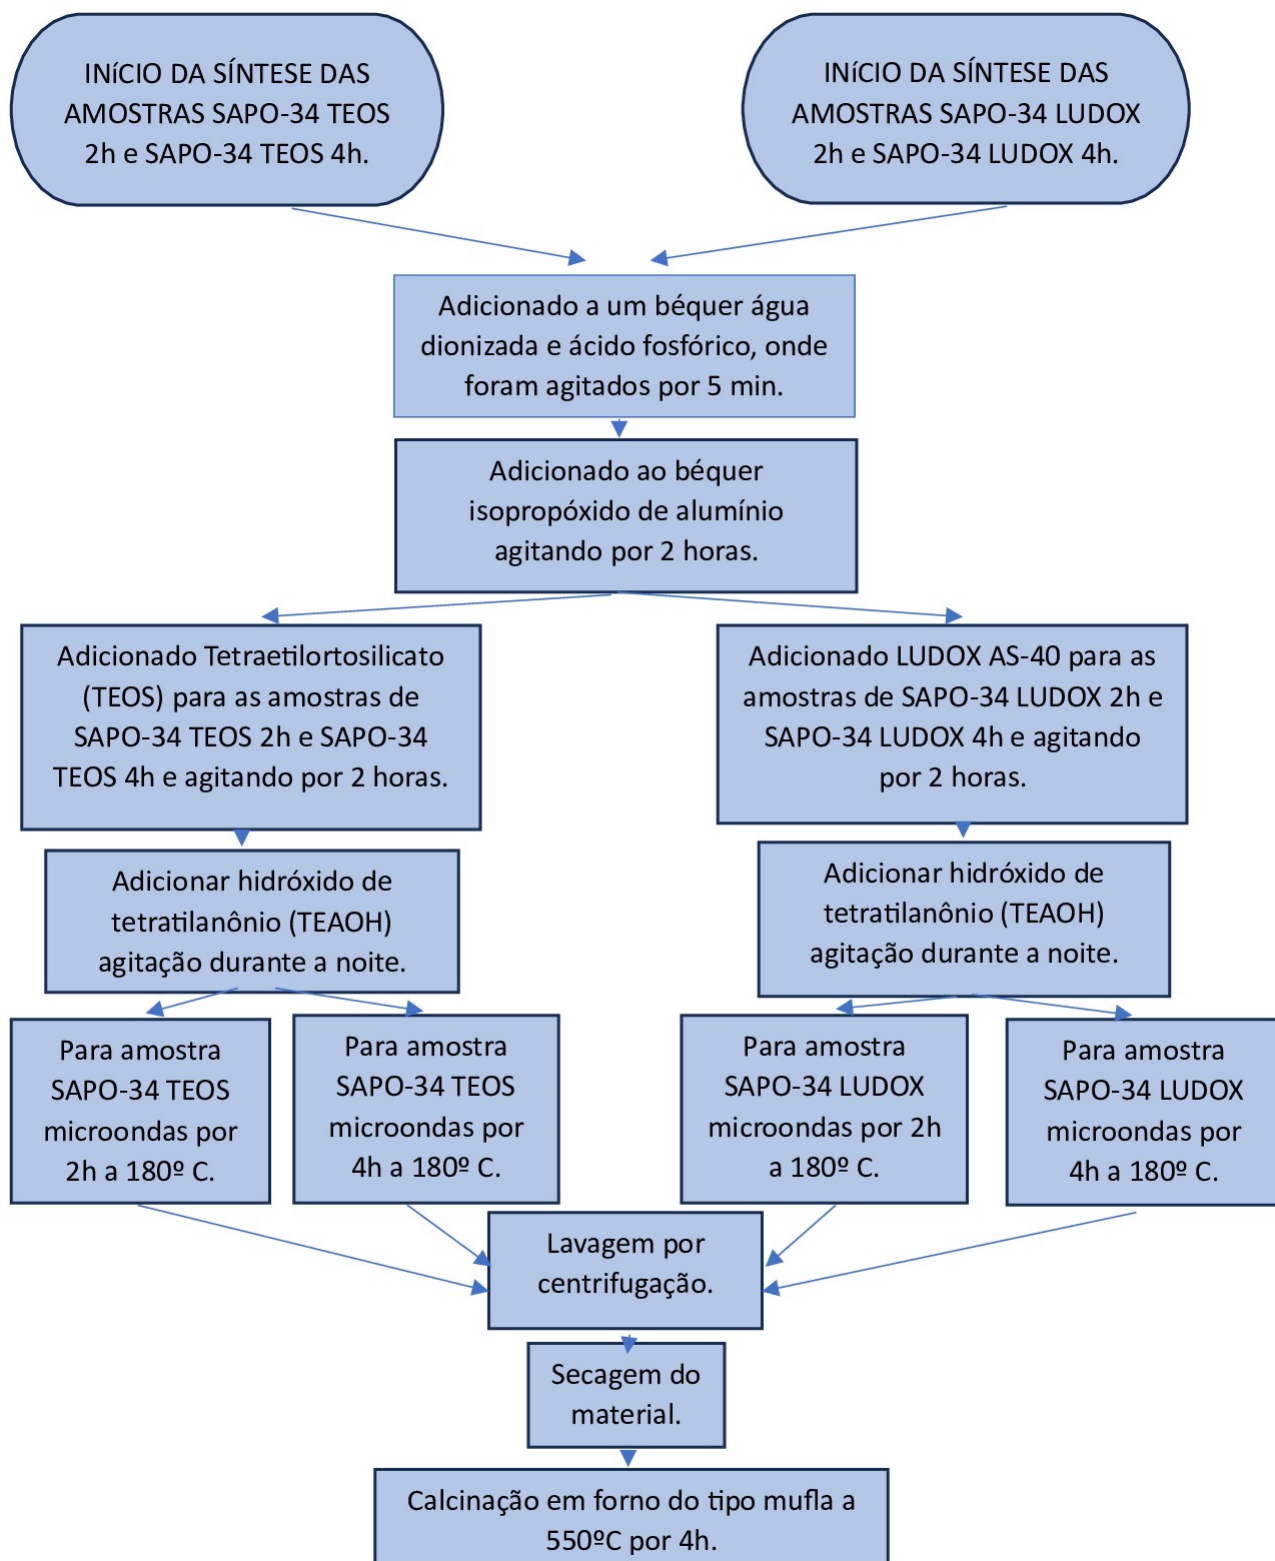 INíCIO DA SÍNTESE DAS
AMOSTRAS SAPO-34 TEOS
2h e SAPO-34 TEOS 4h.
INíCIO DA SÍNTESE DAS
AMOSTRAS SAPO-34 LUDOX
2h e SAPO-34 LUDOX 4h.
Adicionado a um béquer água
dionizada e ácido fosfórico, onde
foram agitados por 5 min.
Adicionado ao béquer
isopropóxido de alumínio
agitando por 2 horas.
Adicionado Tetraetilortosilicato
(TEOS) para as amostras de
SAPO-34 TEOS 2h e SAPO-34
TEOS 4h e agitando por 2 horas.
Adicionado LUDOX AS-40 para as
amostras de SAPO-34 LUDOX 2h e
SAPO-34 LUDOX 4h e agitando
por 2 horas.
Adicionar hidróxido de
tetratilanônio (TEAOH)
agitação durante a noite.
Adicionar hidróxido de
tetratilanônio (TEAOH)
agitação durante a noite.
Para amostra
SAPO-34 TEOS
microondas por
2h a 180º C.
Para amostra
SAPO-34 TEOS
microondas por
4h a 180º C.
Para amostra
SAPO-34 LUDOX
microondas por 2h
a 180º C.
Para amostra
SAPO-34 LUDOX
microondas por
4h a 180º C.
Lavagem por
centrifugação.
Secagem do
material.
Calcinação em forno do tipo mufla a
550ºC por 4h.